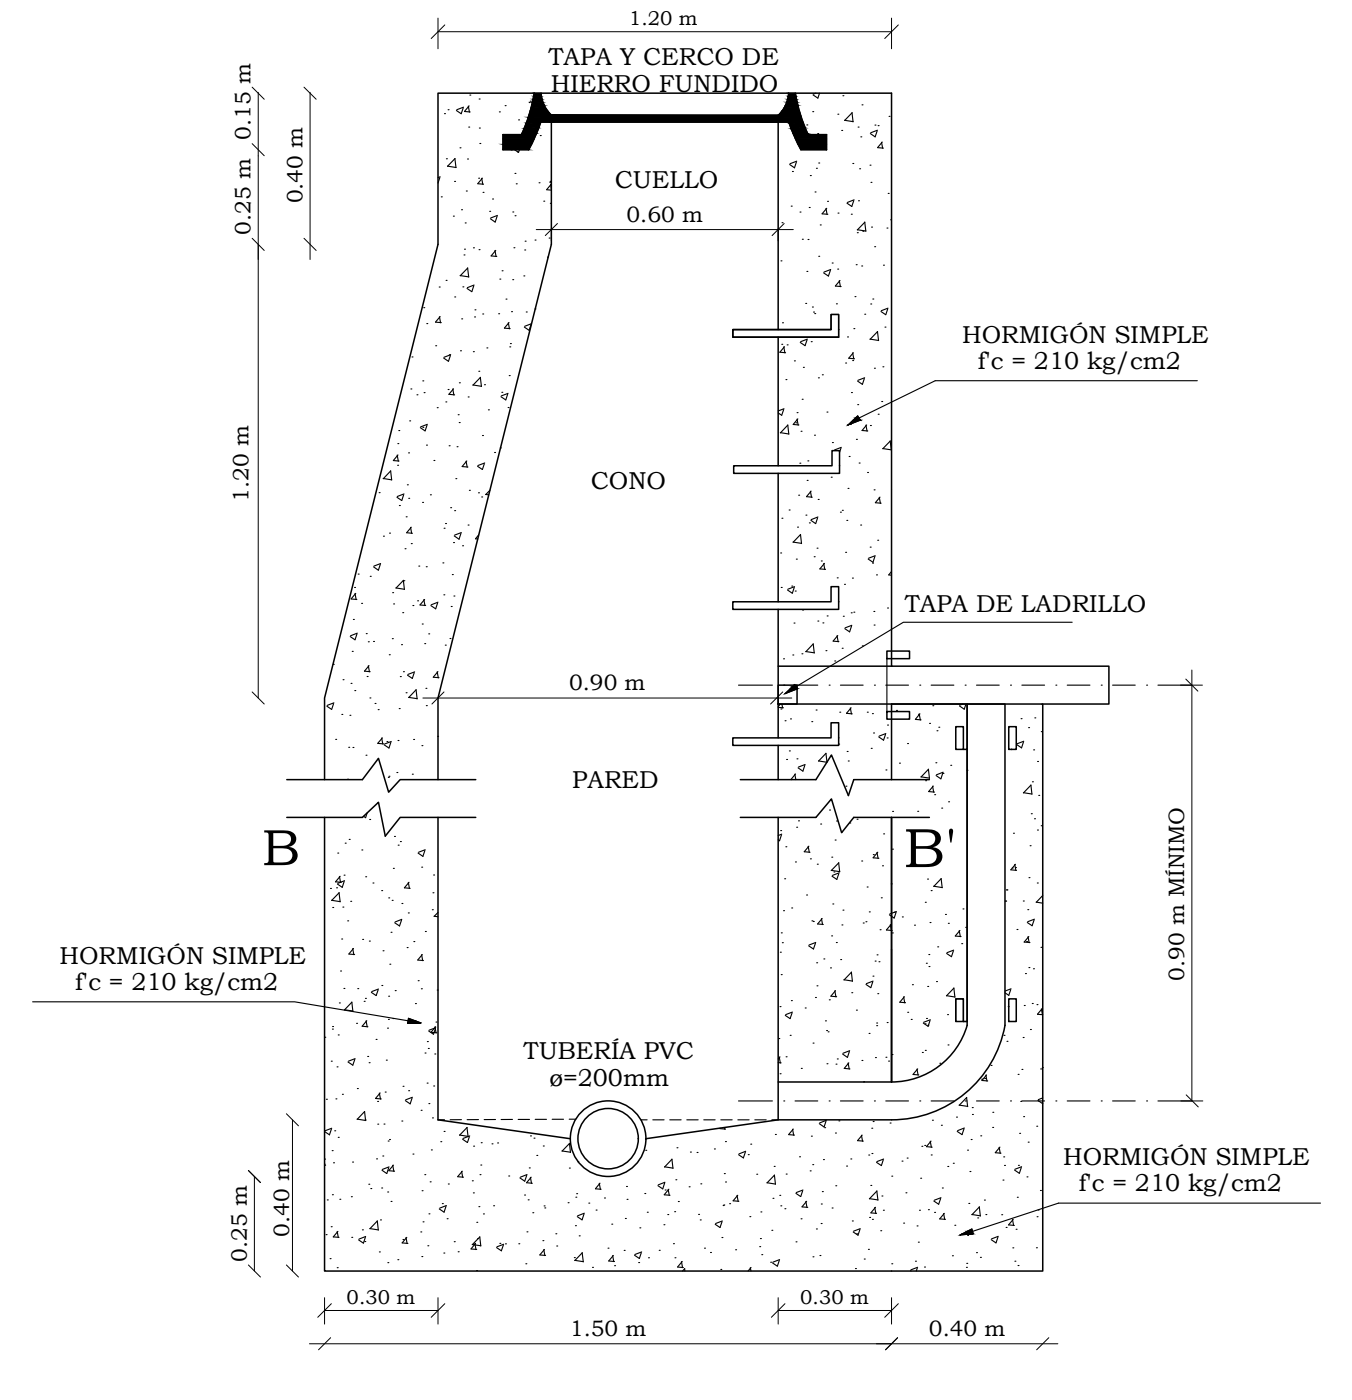 1.20 m
TAPA Y CERCO DE
HIERRO FUNDIDO
0.15 m
0.25 m
0.40 m
CUELLO
0.60 m
HORMIGÓN SIMPLE
f'c = 210 kg/cm2
1.20 m
CONO
TAPA DE LADRILLO
0.90 m
PARED
B
B'
0.90 m MÍNIMO
HORMIGÓN SIMPLE
f'c = 210 kg/cm2
TUBERÍA PVC
ø=200mm
HORMIGÓN SIMPLE
f'c = 210 kg/cm2
0.25 m
0.40 m
0.30 m
0.30 m
1.50 m
0.40 m